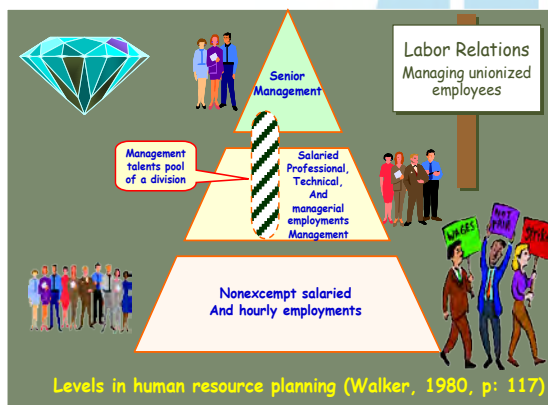 Labor Relations
Managing unionized
employees
Senior
Management
Management
talents pool
of a division
Salaried
Professional,
Technical,
And
managerial
employments
Management
WAGES
NOT
FAIR
STRIKE
Nonexcempt salaried
And hourly employments
Levels in human resource planning (Walker, 1980, p: 117)